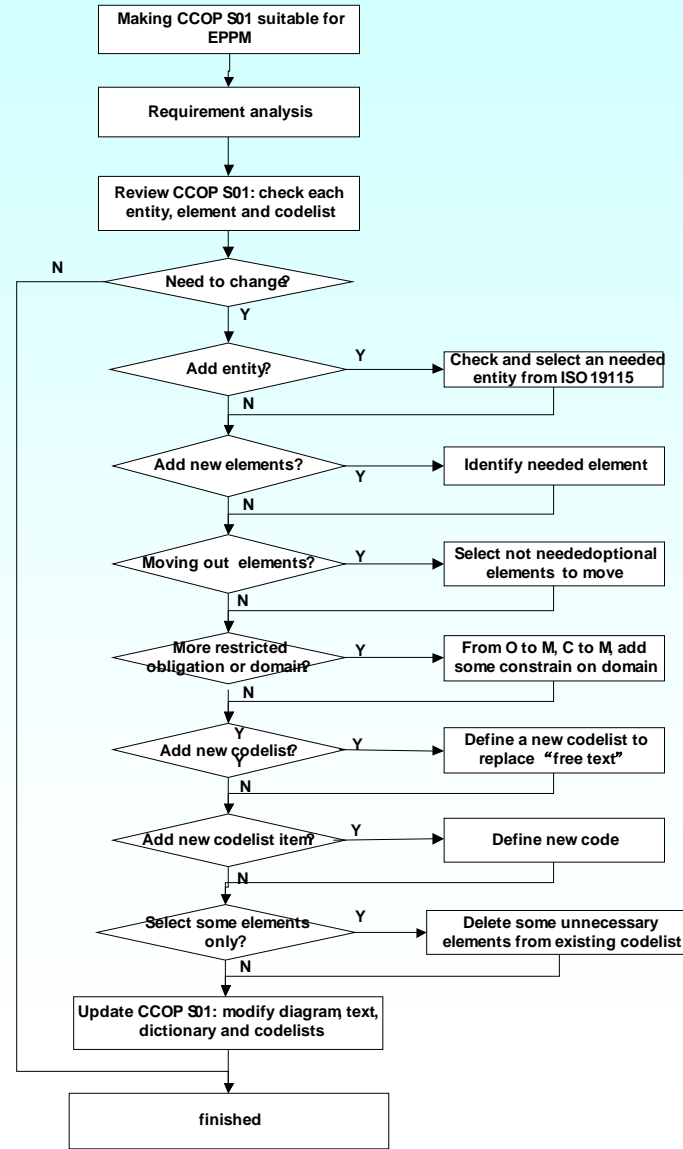 Making CCOP S01 suitable for
EPPM
Requirement analysis
Review CCOP S01: check each
entity, element and codelist
N
Need to change?
Y
Add entity?
Y
Check and select an needed
entity from ISO 19115
N
Add new elements?
Y
Identify needed element
N
Moving out elements?
Y
Select not neededoptional
elements to move
N
More restricted
obligation or domain?
Y
From O to M, C to M, add
some constrain on domain
N
Y
Add new codelist?
Y
Y
Define a new codelist to
replace “free text”
N
Add new codelist item?
Y
Define new code
N
Select some elements
only?
Y
Delete some unnecessary
elements from existing codelist
N
Update CCOP S01: modify diagram, text,
dictionary and codelists
finished